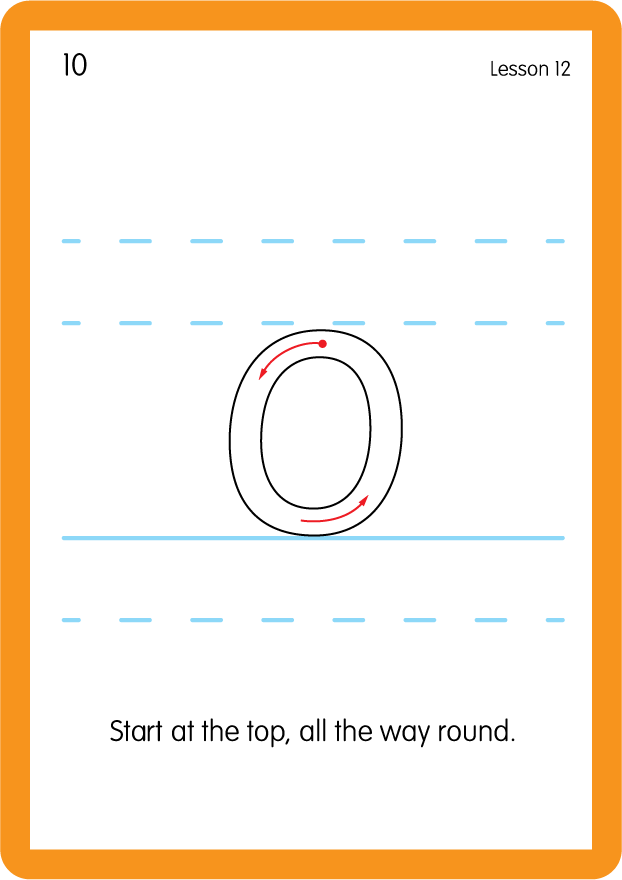 10
Lesson 12
o
Start at the top, all the way round.